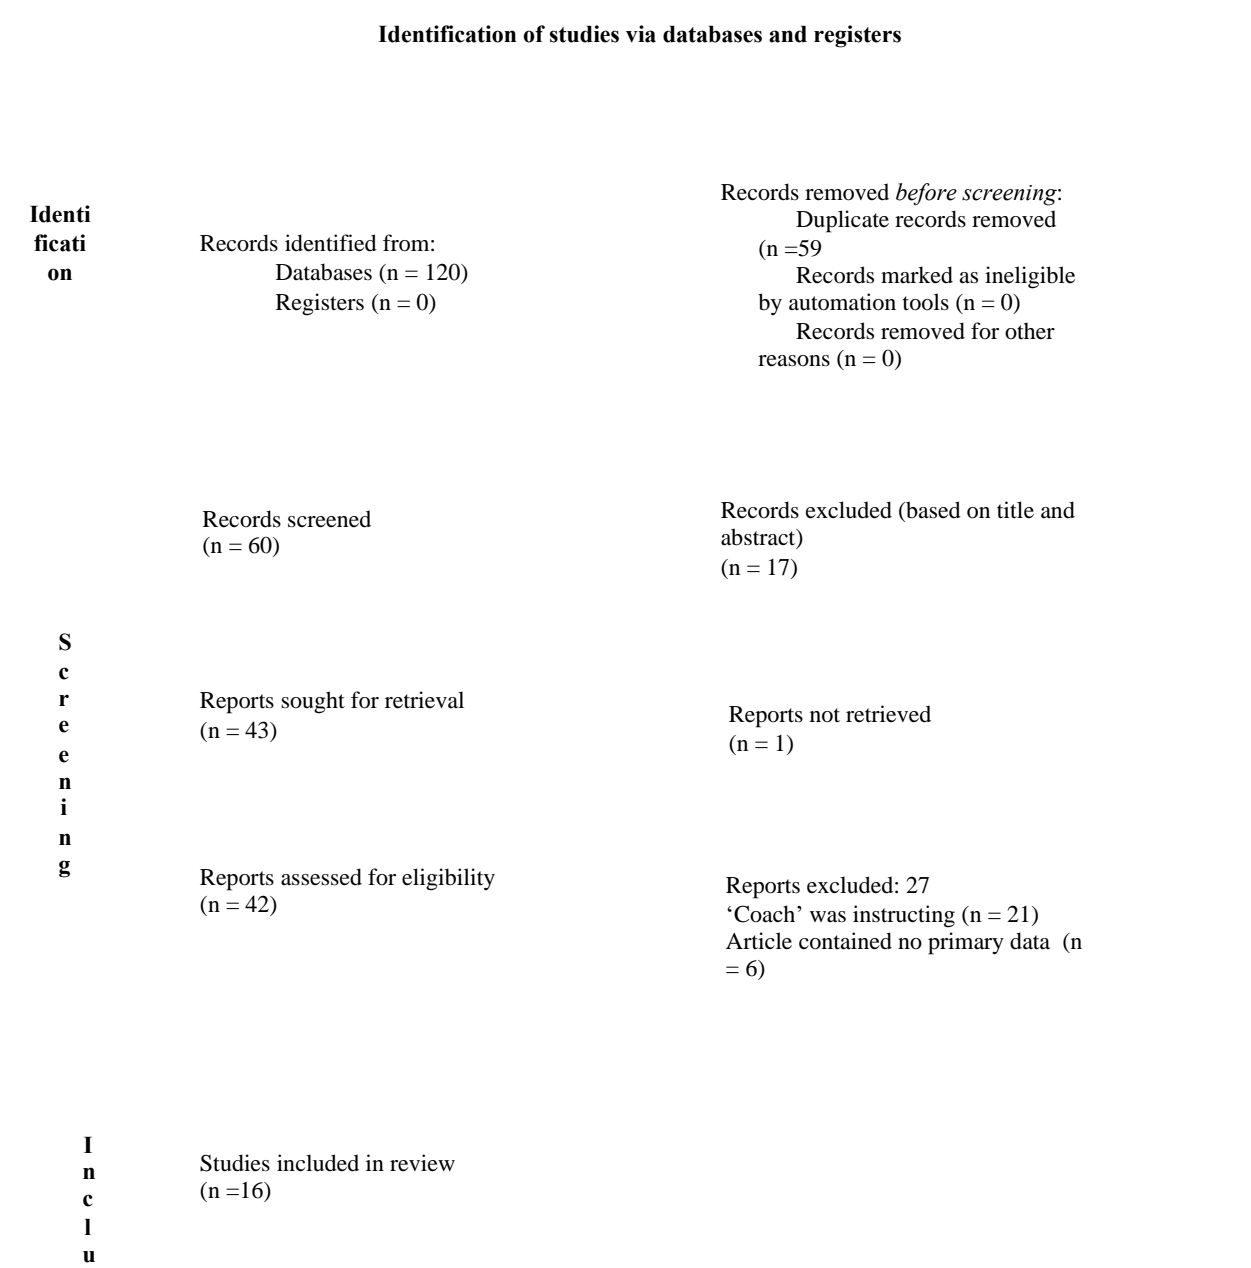 Identification of studies via databases and registers
Identi
ficati
on
Records identified from:
Databases (n = 120)
Registers (n = 0)
Records removed before screening:
Duplicate records removed
(n =59
Records marked as ineligible
by automation tools (n = 0)
Records removed for other
reasons (n = 0)
S
c
r
e
e
n
i
n
g
Records screened
(n = 60)
Records excluded (based on title and
abstract)
(n = 17)
Reports sought for retrieval
(n = 43)
Reports not retrieved
(n = 1)
Reports assessed for eligibility
(n = 42)
Reports excluded: 27
‘Coach’ was instructing (n = 21)
Article contained no primary data  (n
= 6)
I
n
c
l
u
Studies included in review
(n =16)